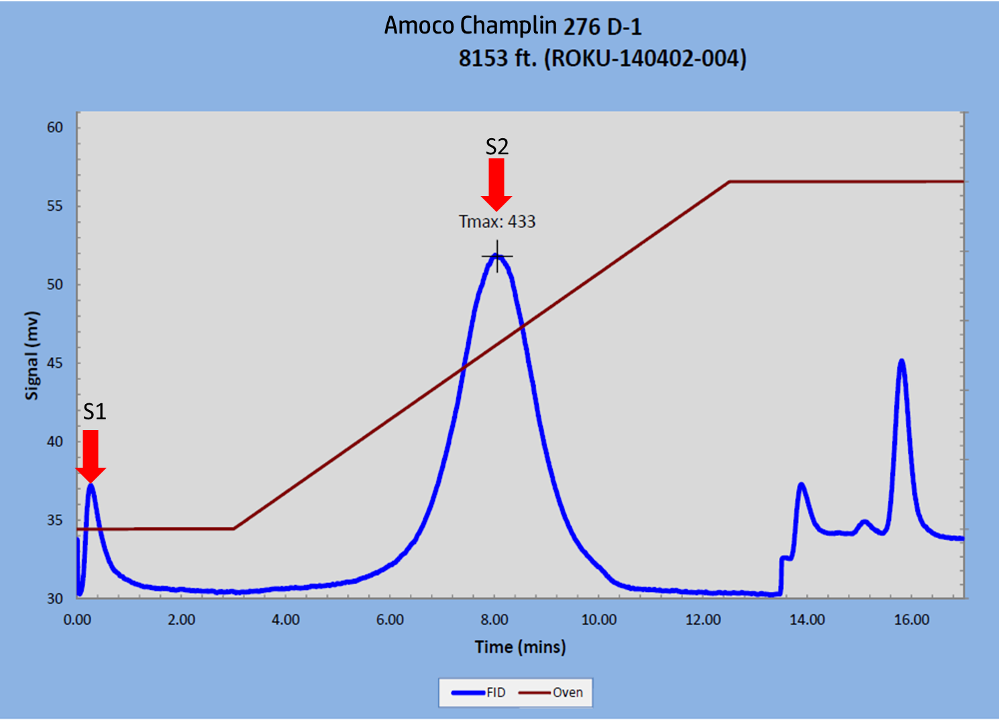 Amoco Champlin 276 D-1
8153 ft. (ROKU-140402-004)
S2
Tmax: 433
S1
Signal (mv)
60
55
50
45
40
35
30
0.00 2.00 4.00 6.00 8.00 10.00 12.00 14.00 16.00
Time (mins)
FID Oven